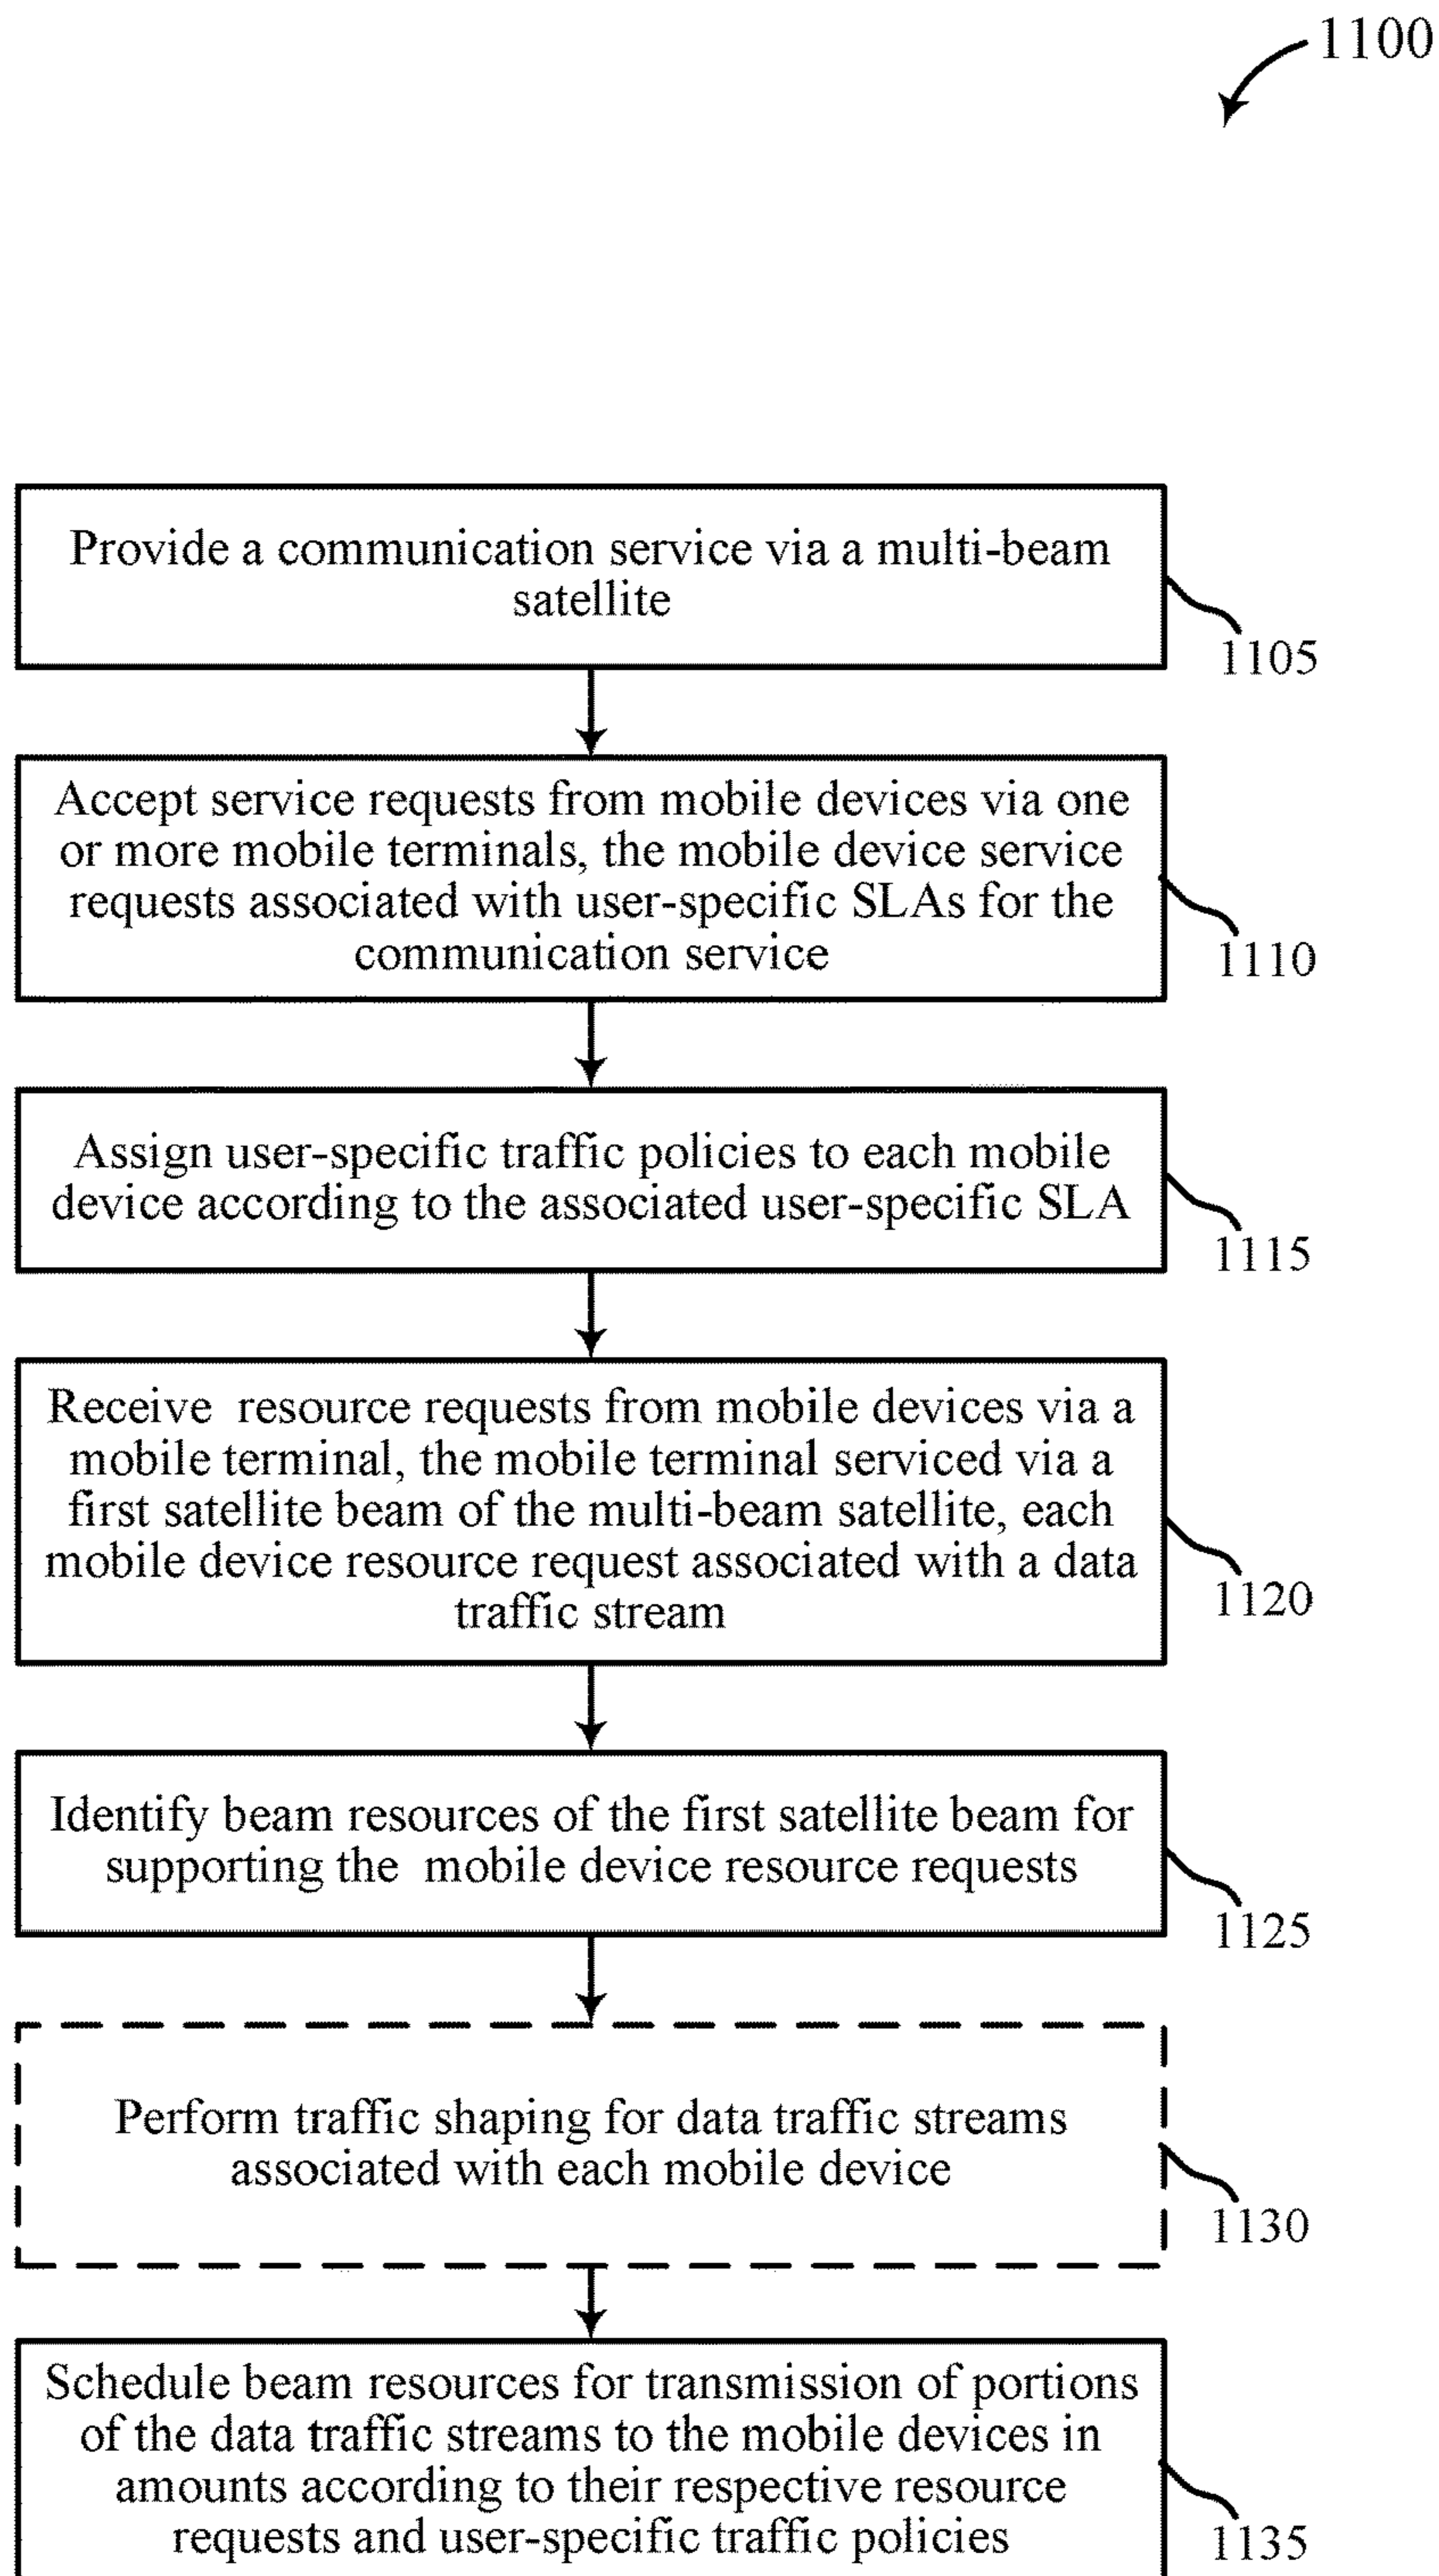 1100
Provide a communication service via a multi-beam
satellite
1105
Accept service requests from mobile devices via one
or more mobile terminals, the mobile device service
requests associated with user-specific SLAs for the
communication service
1110
Assign user-specific traffic policies to each mobile
device according to the associated user-specific SLA
1115
Receive resource requests from mobile devices via a
mobile terminal, the mobile terminal serviced via a
first satellite beam of the multi-beam satellite, each
mobile device resource request associated with a data
traffic stream
1120
Identify beam resources of the first satellite beam for
supporting the mobile device resource requests
1125
Perform traffic shaping for data traffic streams
associated with each mobile device
1130
Schedule beam resources for transmission of portions
of the data traffic streams to the mobile devices in
amounts according to their respective resource
requests and user-specific traffic policies
1135